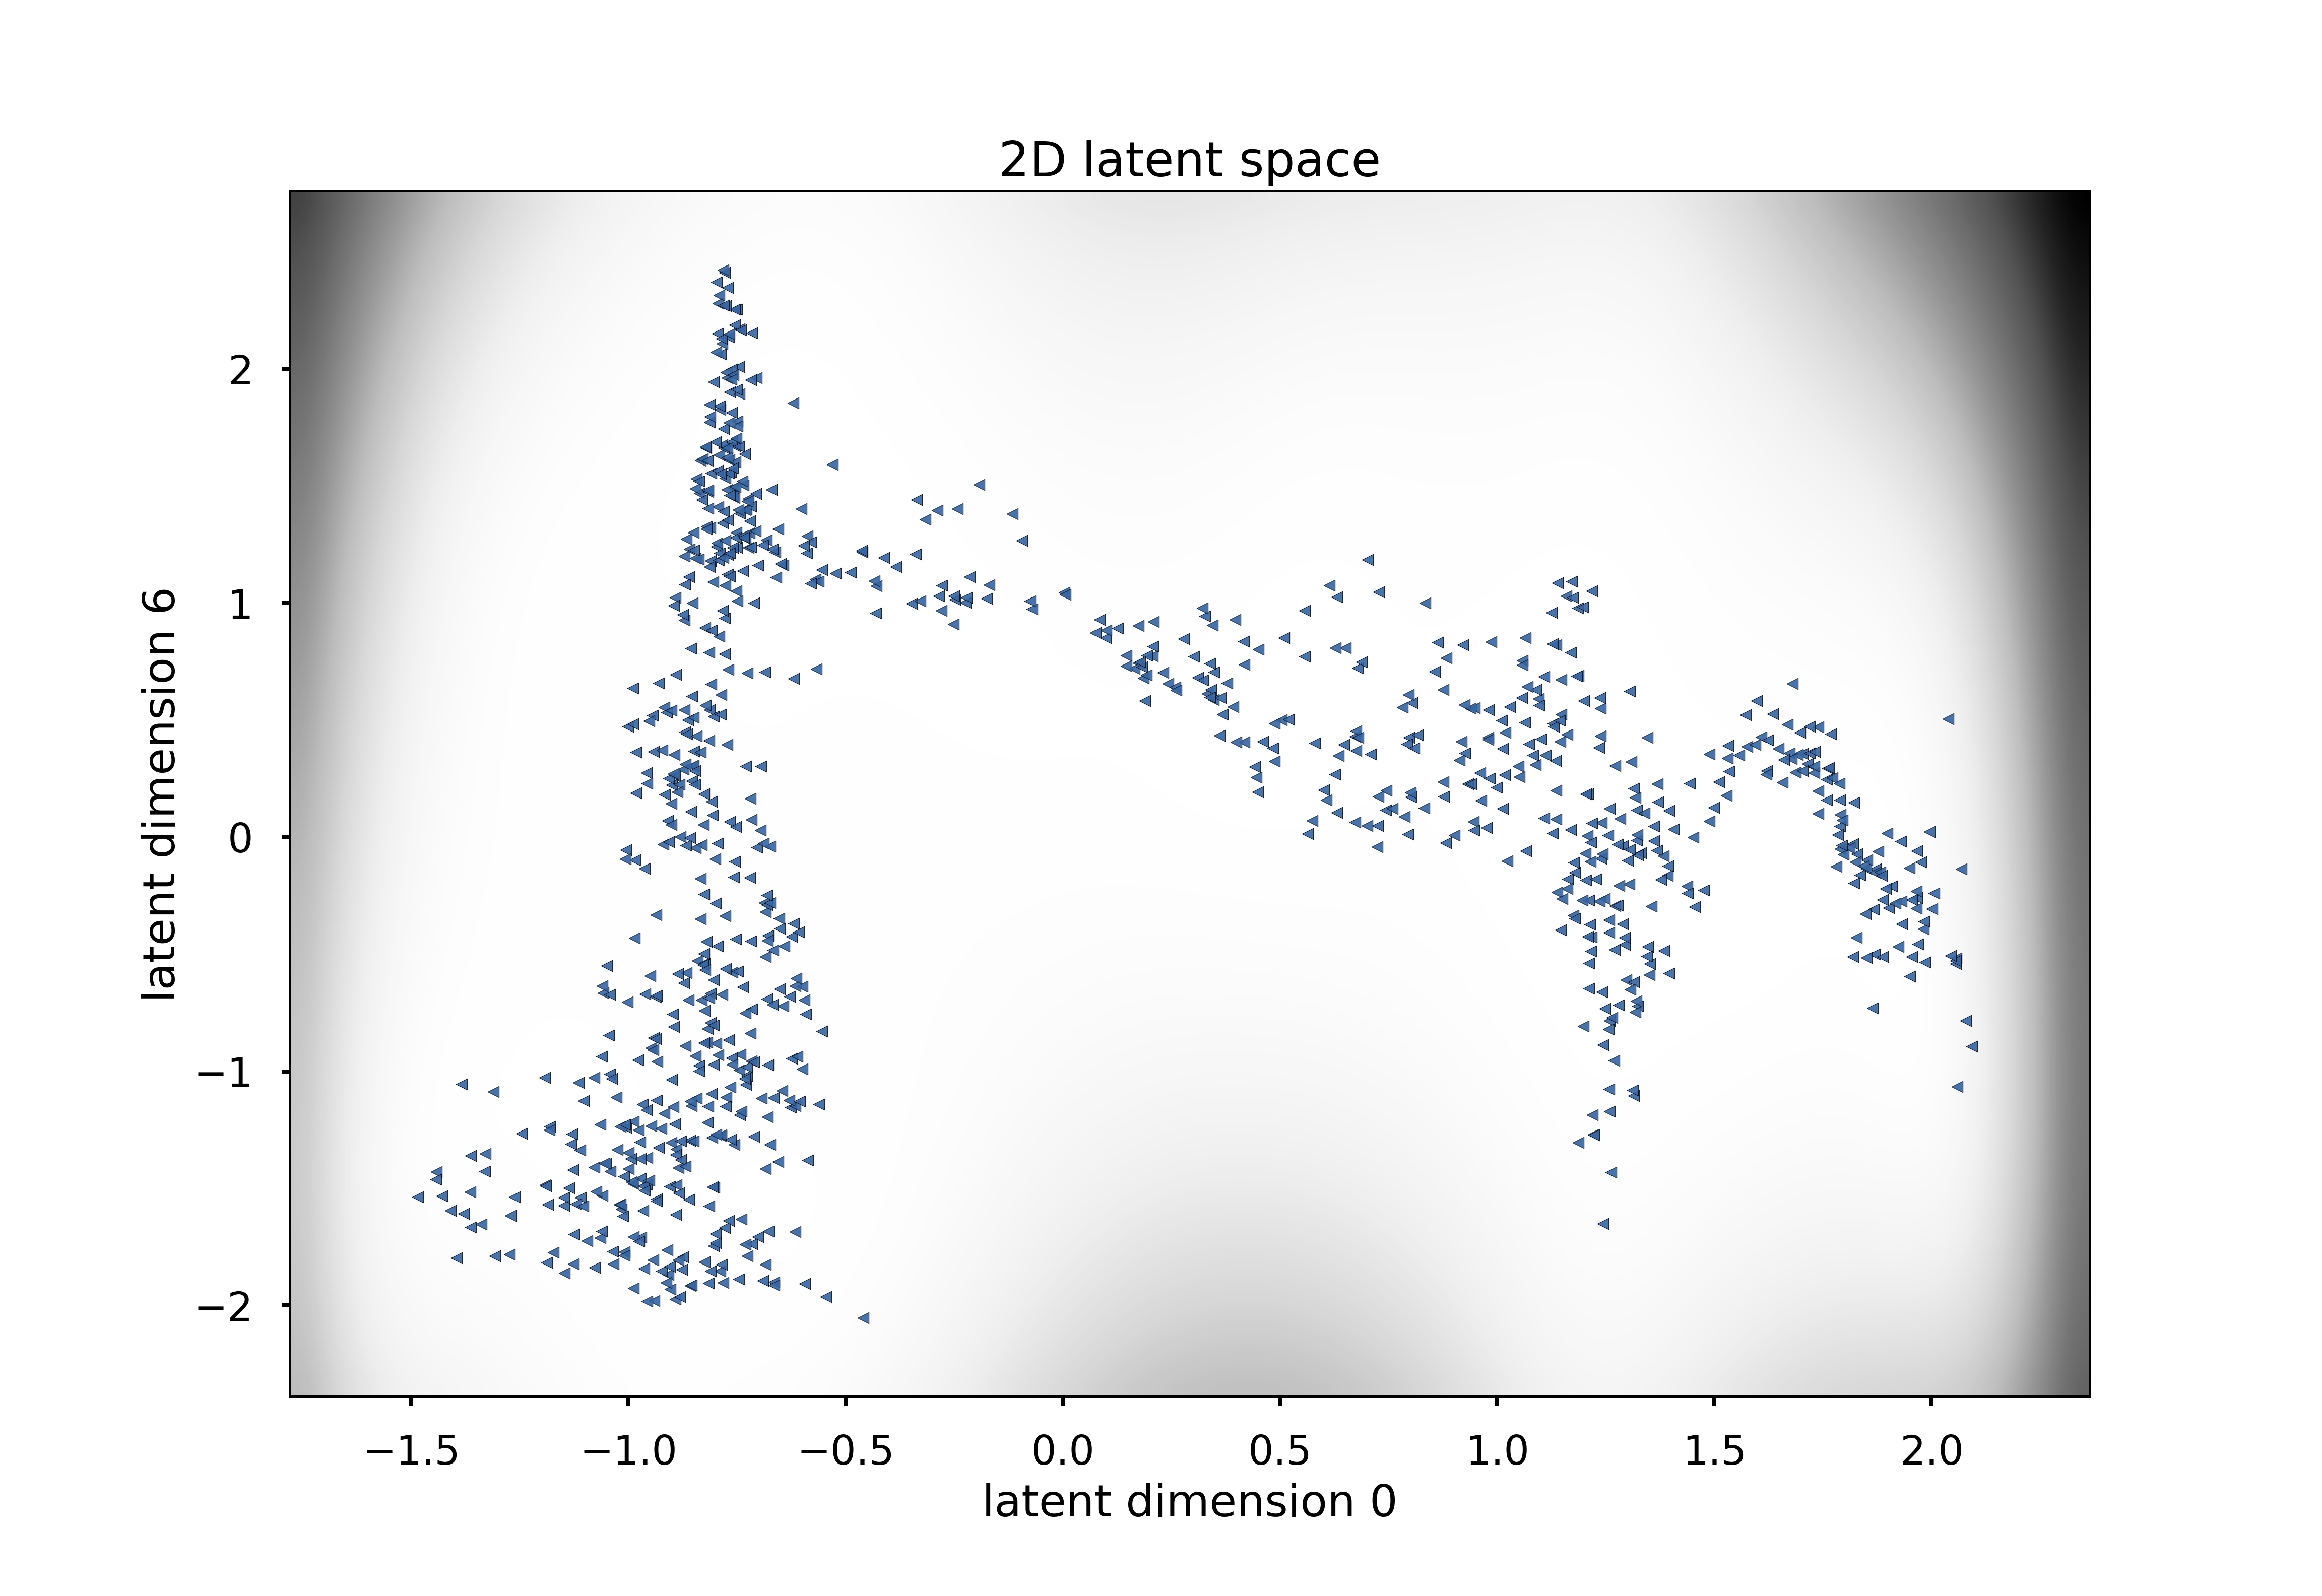 2D latent space
latent dimension 6
2
1
0
−1
−2
−1.5 −1.0 −0.5 0.0 0.5 1.0 1.5 2.0
latent dimension 0